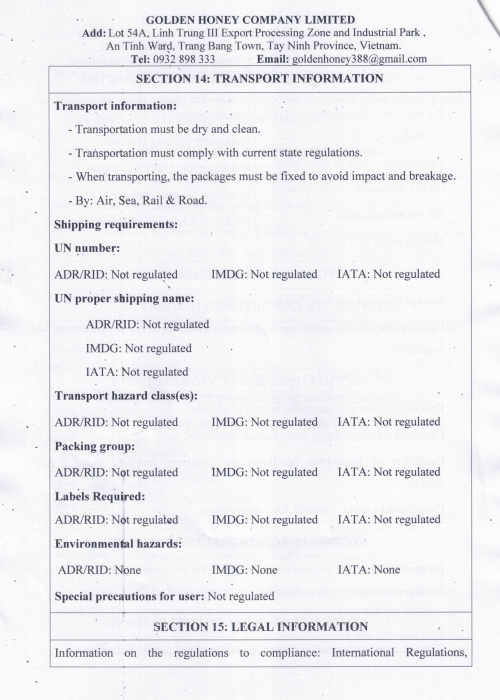 GOLDEN HONEY COMPANY LIMITED
Add: Lot 54A, Linh Trung III Export Processing Zone and Industrial Park ,
An Tinh Ward, Trang Bang Town, Tay Ninh Province, Vietnam.
Tel: 0932 898 333 Email: goldenhoney388@gmail.com
SECTION 14: TRANSPORT INFORMATION
Transport information:
- Transportation must be dry and clean.
- Transportation must comply with current state regulations.
- When transporting, the packages must be fixed to avoid impact and breakage.
- By: Air, Sea, Rail & Road.
Shipping requirements:
UN number:
ADR/RID: Not regulated IMDG: Not regulated IATA: Not regulated
UN proper shipping name:
ADR/RID: Not regulated
IMDG: Not regulated
IATA: Not regulated
Transport hazard class(es):
ADR/RID: Not regulated IMDG: Not regulated IATA: Not regulated
Packing group:
ADR/RID: Not regulated IMDG: Not regulated IATA: Not regulated
Labels Required:
ADR/RID: Not regulated IMDG: Not regulated IATA: Not regulated
Environmental hazards:
ADR/RID: None IMDG: None IATA: None
Special precautions for user: Not regulated
SECTION 15: LEGAL INFORMATION
Information on the regulations to compliance: International Regulations,